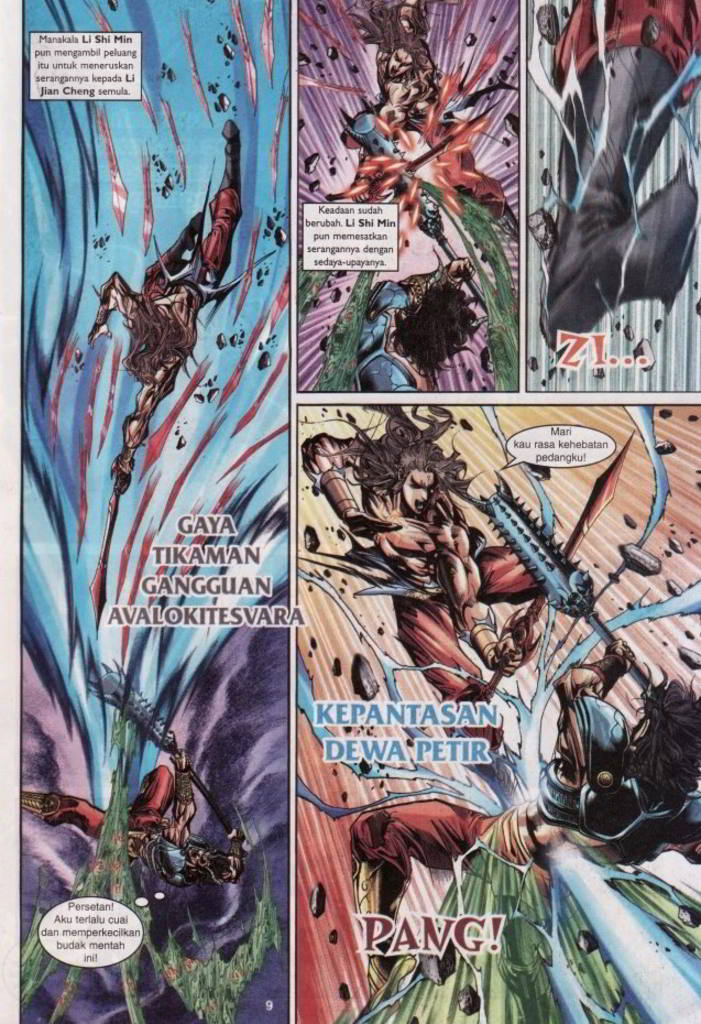 Manakala Li Shi Min
pun mengambil peluang
itu untuk meneruskan
serangannya kepada Li
Jian Cheng semula.
GAYA
TIKAMAN
GANGGUAN
AVALOKITESVARA
Persetan!
Aku terlalu cuai
dan memperkecilkan
budak mentah
ini!
9
Keadaan sudah
berubah. Li Shi Min
pun memesatkan
serangannya dengan
sedaya-upayanya.
ZI...
Mari
kau rasa kehebatan
pedangku!
KEPANTASAN
DEWA PETIR
PANG!